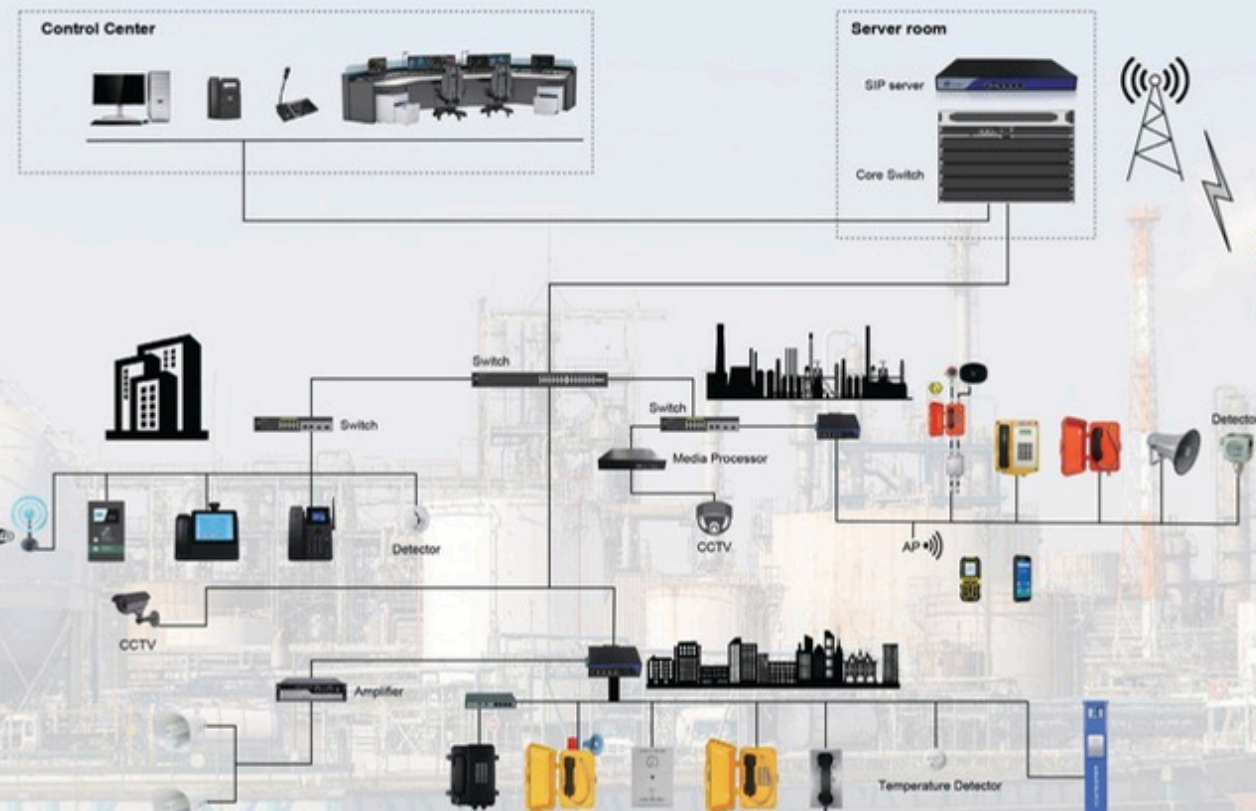 Control Center
Server room
SIP server
Core Switch
Switch
Switch
Switch
Media Processor
Detector
Detector
CCTV
AP
CCTV
Amplifier
Temperature Detector